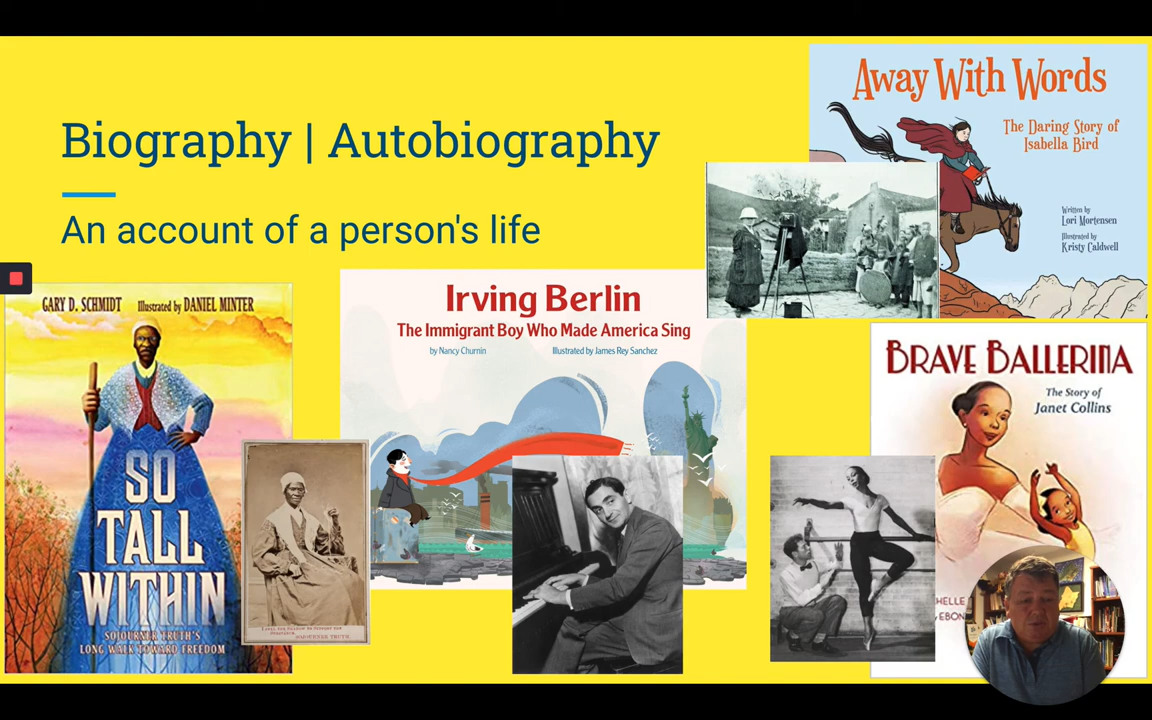 Biography | Autobiography
An account of a person's life
Away With Words
The Daring Story of
Isabella Bird
Written by
Lori Mortensen
Illustrated by
Kristy Caldwell
GARY D. SCHMIDT Illustrated by DANIEL MINTER
SO
TALL
WITHIN
SOJOURNER TRUTH'S
LONG WALK TOWARD FREEDOM
SOJOURNER TRUTH.
Irving Berlin
The Immigrant Boy Who Made America Sing
by Nancy Churnin Illustrated by James Rey Sanchez
BRAVE BALLERINA
The Story of
Janet Collins